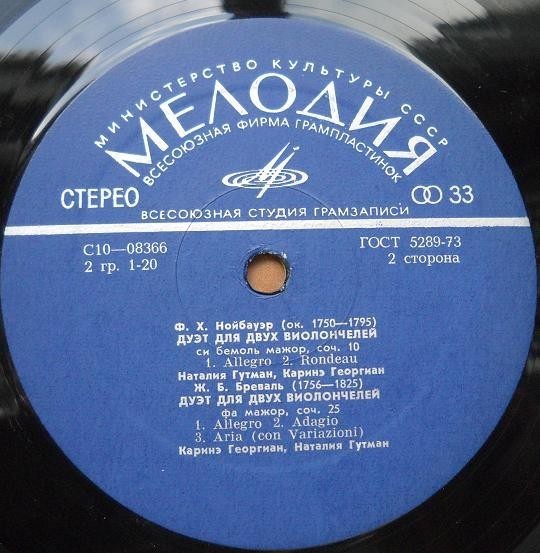 МИНИСТЕРСТВО КУЛЬТУРЫ СССР
МЕЛОДИЯ
ВСЕСОЮЗНАЯ ФИРМА ГРАМПЛАСТИНОК
СТЕРЕО 33
ВСЕСОЮЗНАЯ СТУДИЯ ГРАМЗАПИСИ
С10—08366 ГОСТ 5289-73
2 гр. 1-20 2 сторона
Ф. Х. Нойбауэр (ок. 1750—1795)
ДУЭТ ДЛЯ ДВУХ ВИОЛОНЧЕЛЕЙ
си бемоль мажор, соч. 10
1. Allegro 2. Rondeau
Наталия Гутман, Каринэ Георгиан
Ж. Б. Бреваль (1756—1825)
ДУЭТ ДЛЯ ДВУХ ВИОЛОНЧЕЛЕЙ
фа мажор, соч. 25
1. Allegro 2. Adagio
3. Aria (con Variazioni)
Каринэ Георгиан, Наталия Гутман